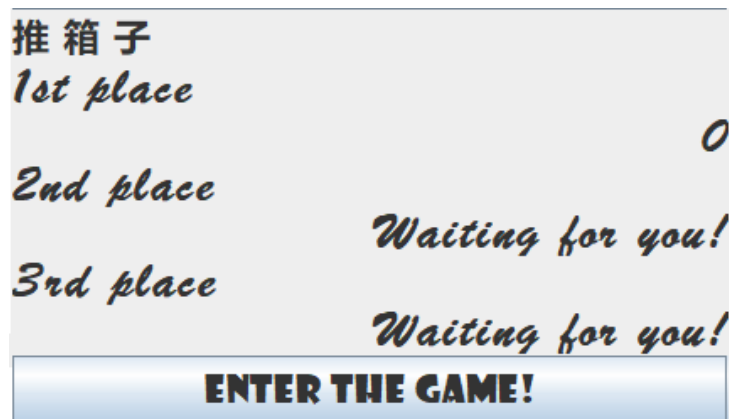 推箱子
1st place
0
2nd place
Waiting for you!
3rd place
Waiting for you!
ENTER THE GAME!